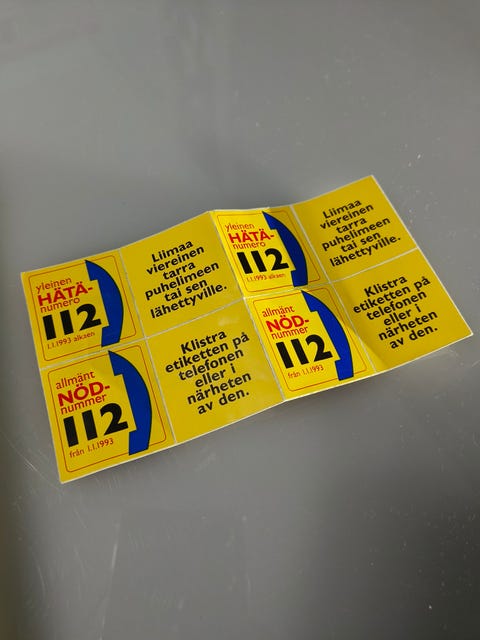 yleinen
HÄTÄ-
numero
112
1.1.1993 alkaen
Liimaa
viereinen
tarra
puhelimeen
tai sen
lähettyville.
yleinen
HÄTÄ-
numero
112
1.1.1993 alkaen
Liimaa
viereinen
tarra
puhelimeen
tai sen
lähettyville.
allmänt
NÖD-
nummer
112
från 1.1.1993
Klistra
etiketten på
telefonen
eller i
närheten
av den.
allmänt
NÖD-
nummer
112
från 1.1.1993
Klistra
etiketten på
telefonen
eller i
närheten
av den.